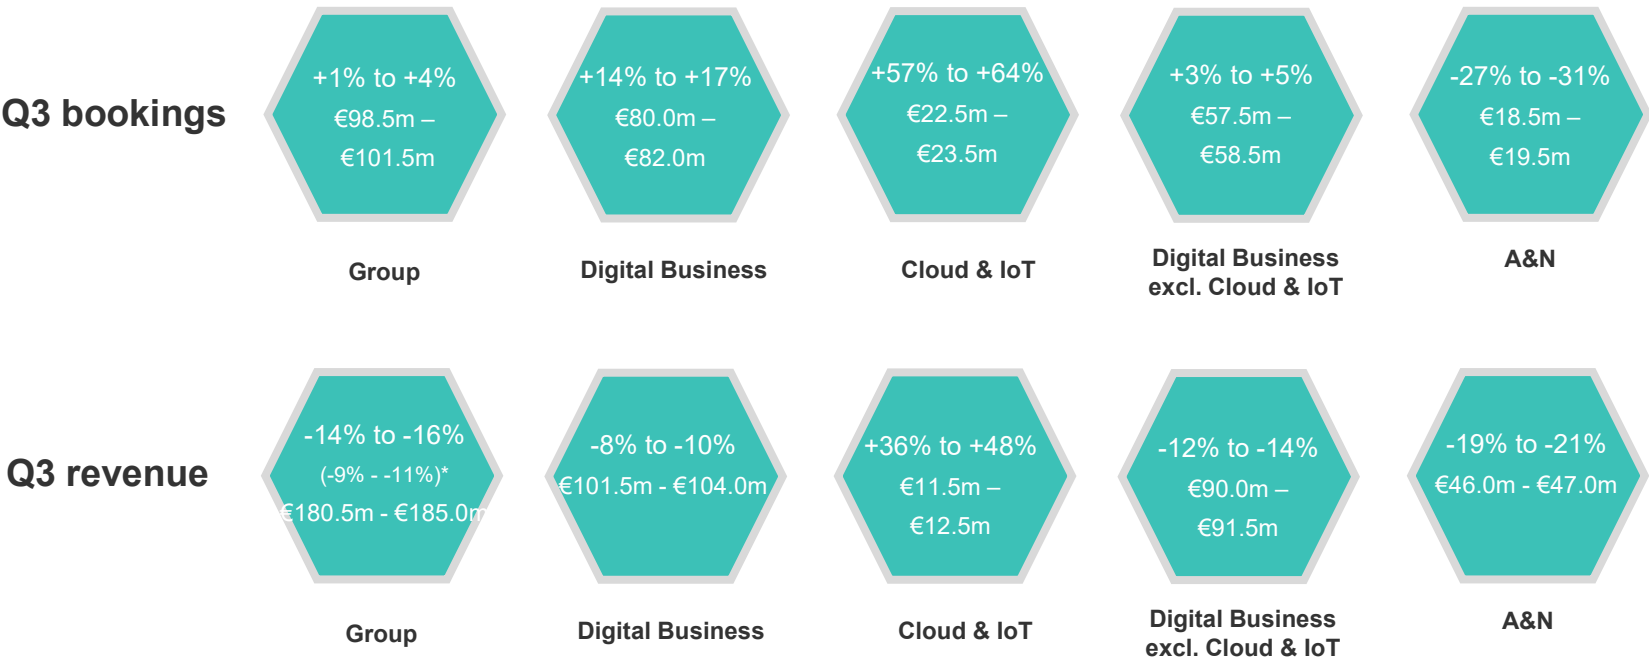 Q3 bookings
+1% to +4%
€98.5m –
€101.5m
Group
+14% to +17%
€80.0m –
€82.0m
Digital Business
+57% to +64%
€22.5m –
€23.5m
Cloud & IoT
+3% to +5%
€57.5m –
€58.5m
Digital Business
excl. Cloud & IoT
-27% to -31%
€18.5m –
€19.5m
A&N
Q3 revenue
-14% to -16%
(-9% - -11%)*
€180.5m - €185.0m
Group
-8% to -10%
€101.5m - €104.0m
Digital Business
+36% to +48%
€11.5m –
€12.5m
Cloud & IoT
-12% to -14%
€90.0m –
€91.5m
Digital Business
excl. Cloud & IoT
-19% to -21%
€46.0m - €47.0m
A&N